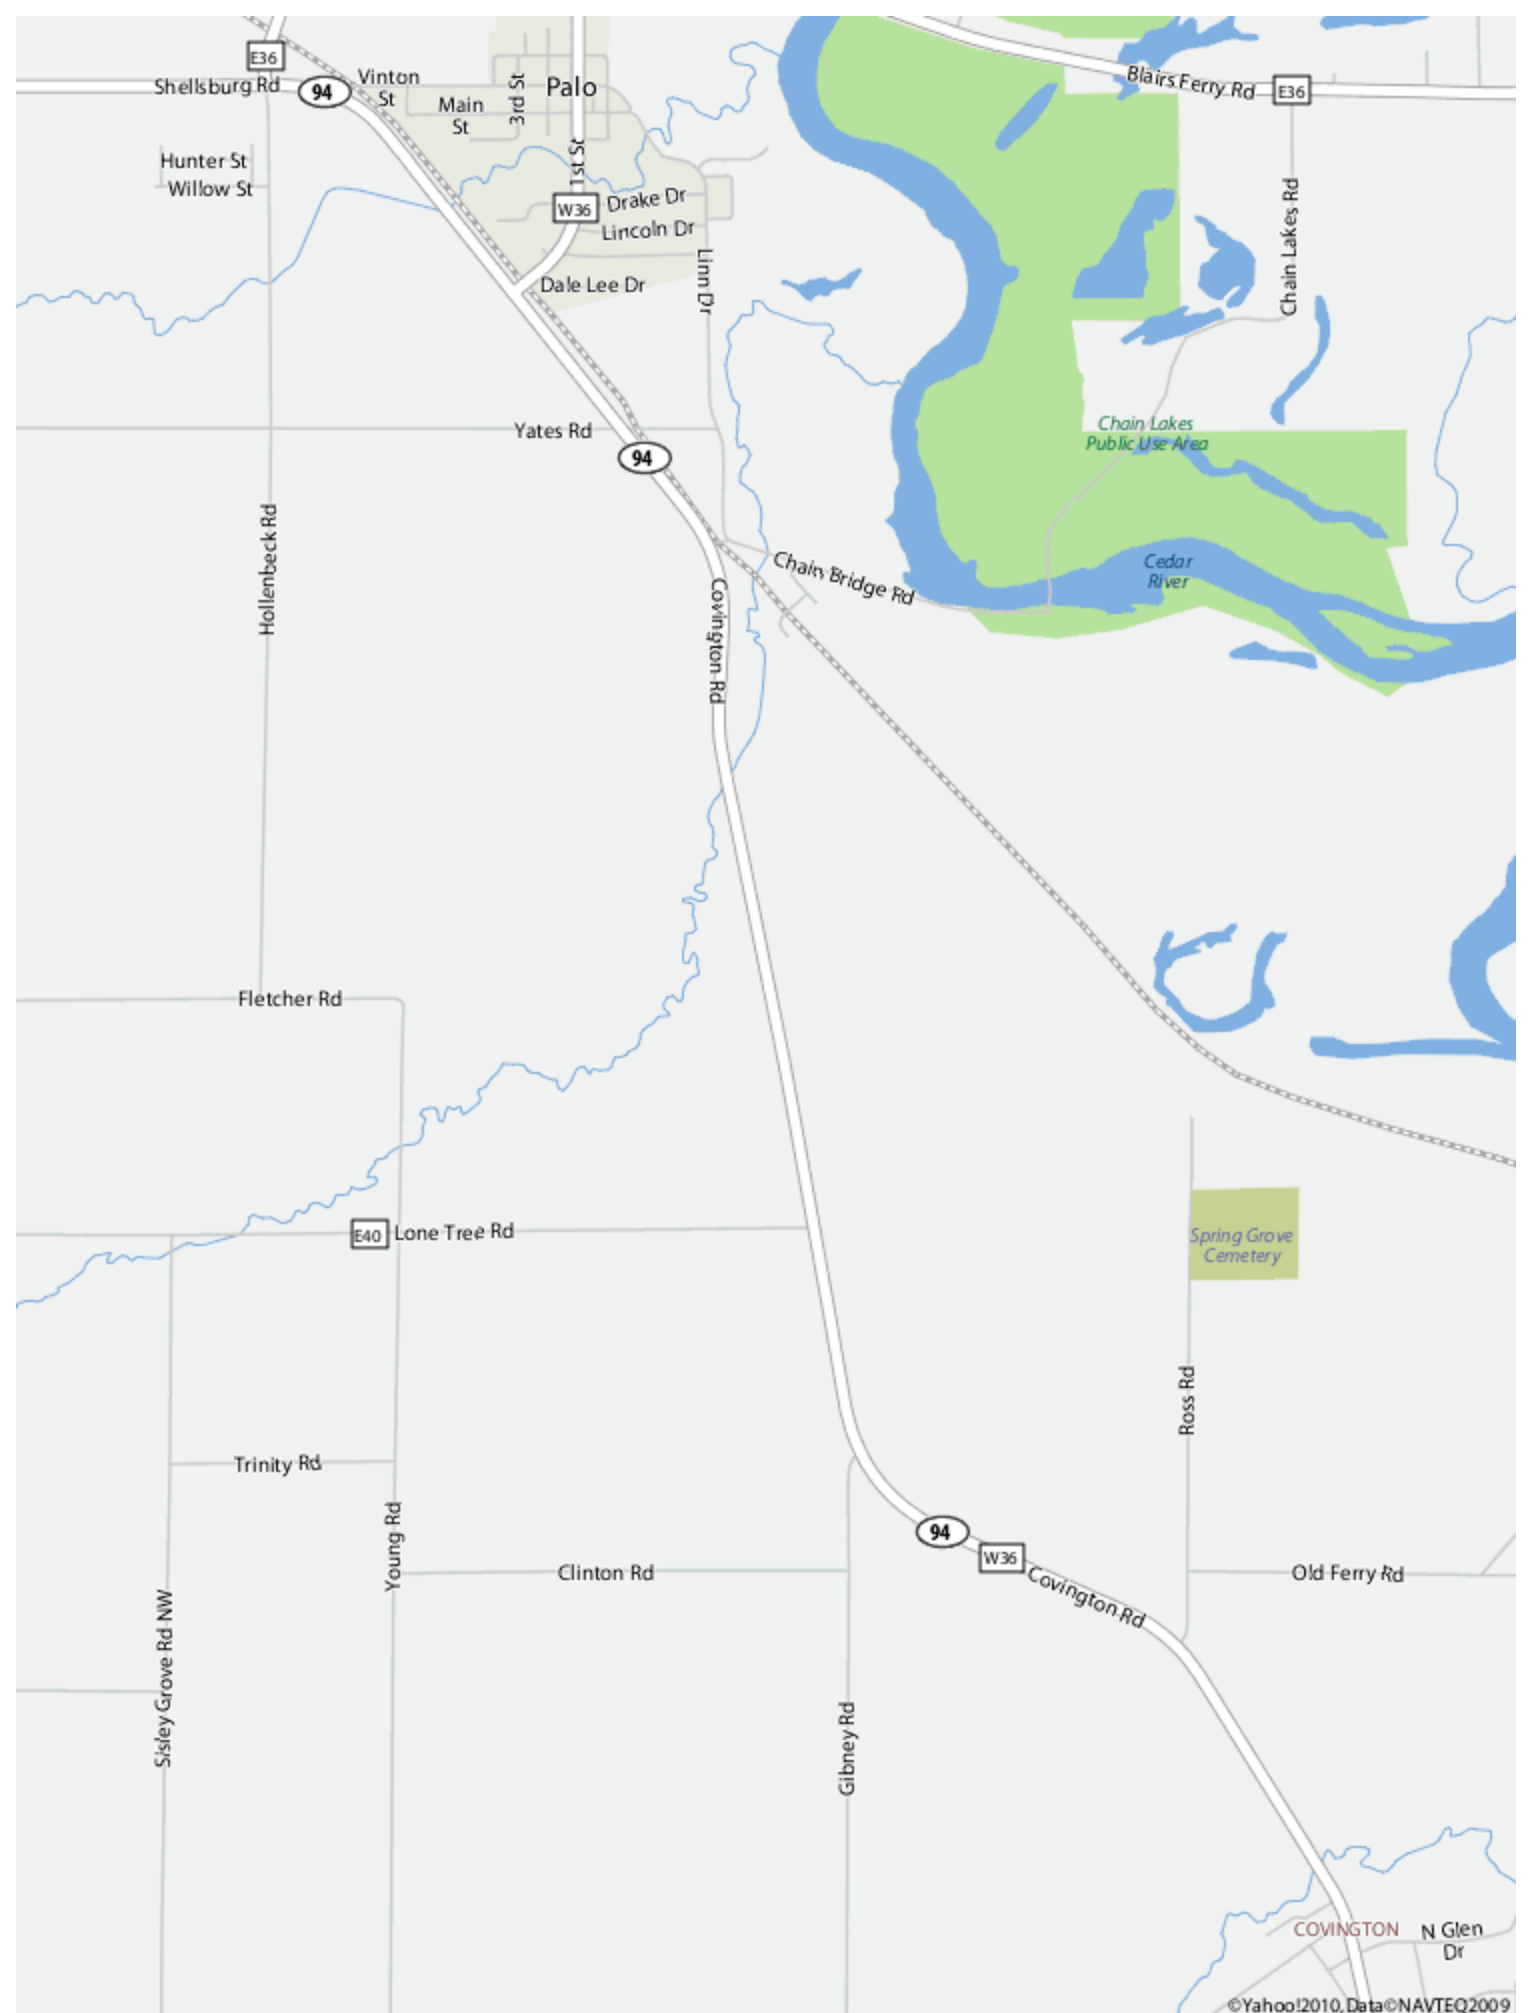 E36
Shellsburg Rd
94
Vinton
St
Main
St
3rd St
Palo
Blairs Ferry Rd
E36
Hunter St
Willow St
1st St
W36
Drake Dr
Lincoln Dr
Dale Lee Dr
Linn Dr
Chain Lakes Rd
Yates Rd
94
Chain Lakes
Public Use Area
Hollenbeck Rd
Chain Bridge Rd
Cedar
River
Covington Rd
Fletcher Rd
E40
Lone Tree Rd
Spring Grove
Cemetery
Ross Rd
Trinity Rd
Young Rd
94
W36
Covington Rd
Clinton Rd
Old Ferry Rd
Sisley Grove Rd NW
Gibney Rd
COVINGTON
N Glen
Dr
©Yahoo!2010, Data©NAVTEQ2009